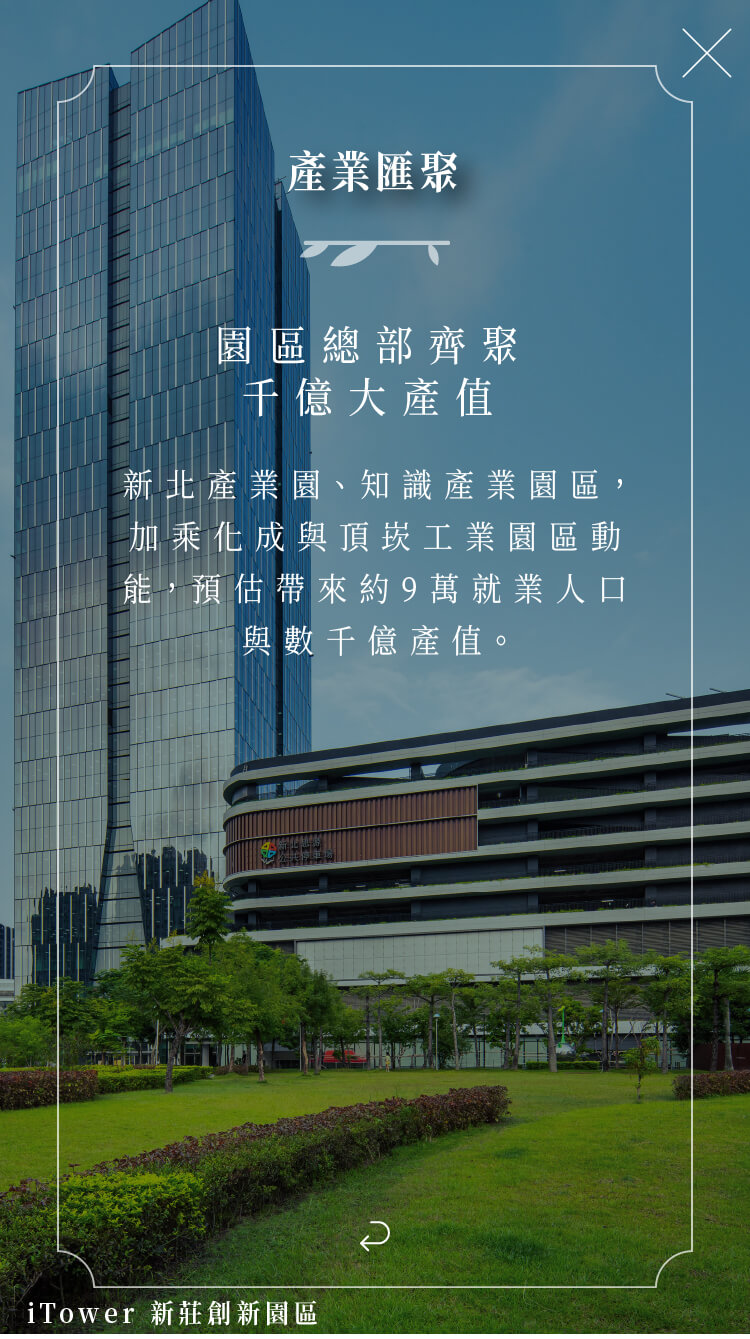 產業匯聚
園區總部齊聚
千億大產值
新北產業園、知識產業園區，
加乘化成與頂崁工業園區動
能，預估帶來約9萬就業人口
與數千億產值。
iTower 新莊創新園區